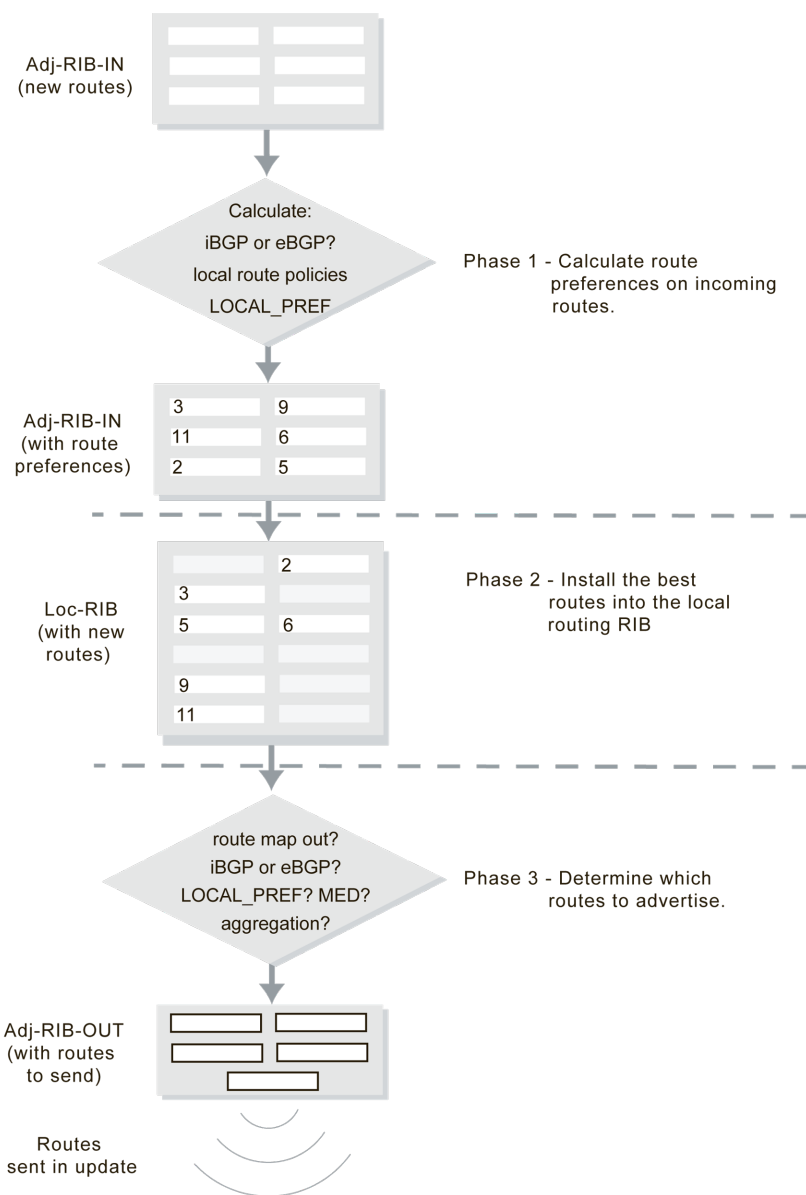 Adj-RIB-IN
(new routes)
Calculate:
iBGP or eBGP?
local route policies
LOCAL_PREF
Phase 1 - Calculate route
preferences on incoming
routes.
Adj-RIB-IN
(with route
preferences)
3 9
11 6
2 5
Loc-RIB
(with new
routes)
2
3
5 6
9
11
Phase 2 - Install the best
routes into the local
routing RIB
route map out?
iBGP or eBGP?
LOCAL_PREF? MED?
aggregation?
Phase 3 - Determine which
routes to advertise.
Adj-RIB-OUT
(with routes
to send)
Routes
sent in update